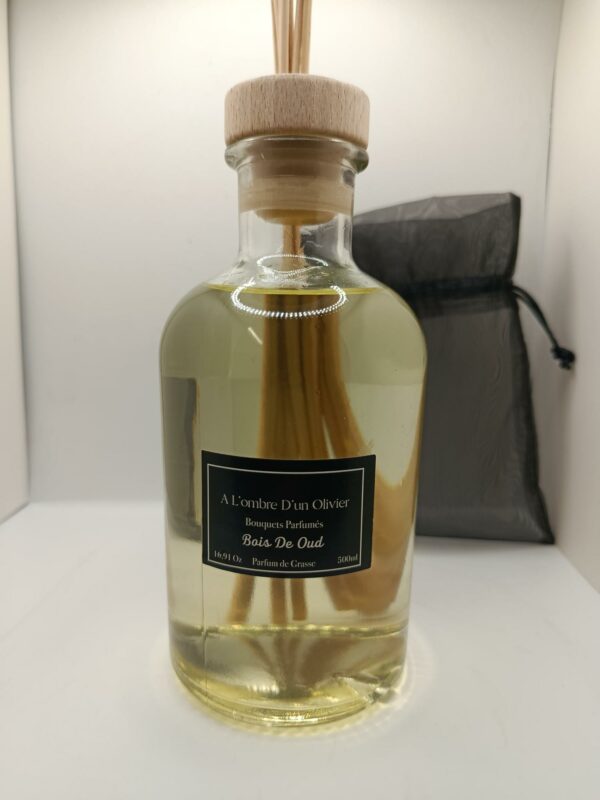 A L'ombre D'un Olivier
Bouquets Parfumés
Bois De Oud
16,91 Oz Parfum de Grasse 500ml